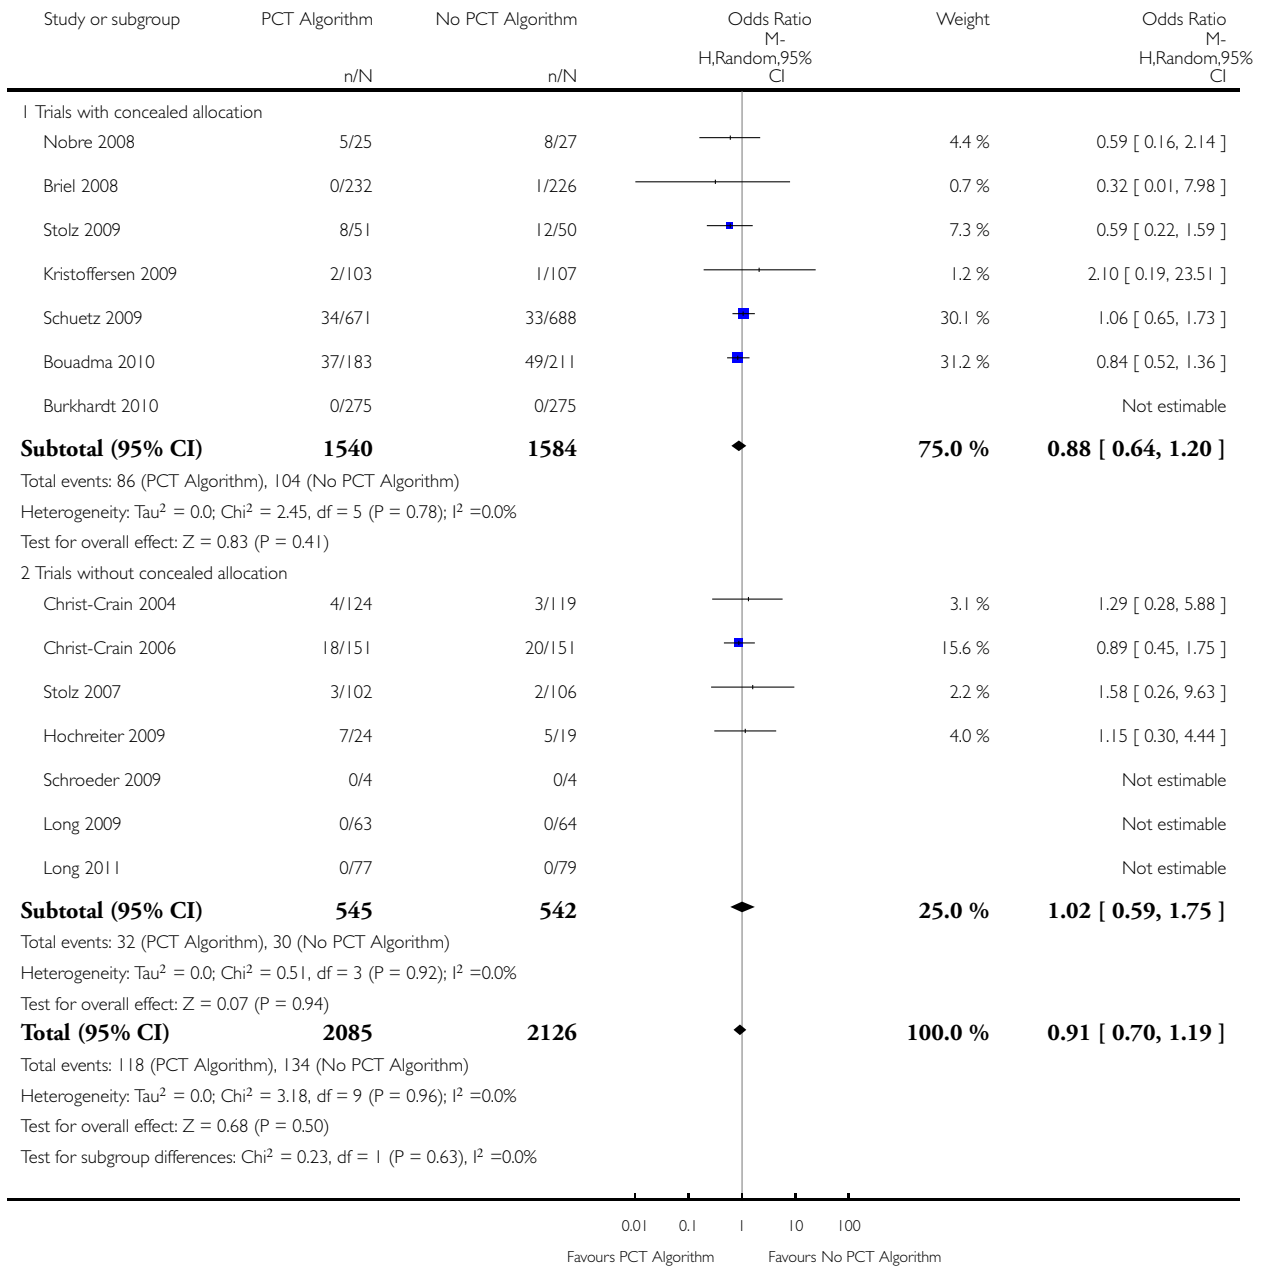 Study or subgroup PCT Algorithm No PCT Algorithm Odds Ratio Weight Odds Ratio
M- M-
H,Random,95% H,Random,95%
n/N n/N CI CI
1 Trials with concealed allocation
Nobre 2008 5/25 8/27 4.4 % 0.59 [ 0.16, 2.14 ]
Briel 2008 0/232 1/226 0.7 % 0.32 [ 0.01, 7.98 ]
Stolz 2009 8/51 12/50 7.3 % 0.59 [ 0.22, 1.59 ]
Kristoffersen 2009 2/103 1/107 1.2 % 2.10 [ 0.19, 23.51 ]
Schuetz 2009 34/671 33/688 30.1 % 1.06 [ 0.65, 1.73 ]
Bouadma 2010 37/183 49/211 31.2 % 0.84 [ 0.52, 1.36 ]
Burkhardt 2010 0/275 0/275 Not estimable
Subtotal (95% CI) 1540 1584 75.0 % 0.88 [ 0.64, 1.20 ]
Total events: 86 (PCT Algorithm), 104 (No PCT Algorithm)
Heterogeneity: Tau² = 0.0; Chi² = 2.45, df = 5 (P = 0.78); I² =0.0%
Test for overall effect: Z = 0.83 (P = 0.41)
2 Trials without concealed allocation
Christ-Crain 2004 4/124 3/119 3.1 % 1.29 [ 0.28, 5.88 ]
Christ-Crain 2006 18/151 20/151 15.6 % 0.89 [ 0.45, 1.75 ]
Stolz 2007 3/102 2/106 2.2 % 1.58 [ 0.26, 9.63 ]
Hochreiter 2009 7/24 5/19 4.0 % 1.15 [ 0.30, 4.44 ]
Schroeder 2009 0/4 0/4 Not estimable
Long 2009 0/63 0/64 Not estimable
Long 2011 0/77 0/79 Not estimable
Subtotal (95% CI) 545 542 25.0 % 1.02 [ 0.59, 1.75 ]
Total events: 32 (PCT Algorithm), 30 (No PCT Algorithm)
Heterogeneity: Tau² = 0.0; Chi² = 0.51, df = 3 (P = 0.92); I² =0.0%
Test for overall effect: Z = 0.07 (P = 0.94)
Total (95% CI) 2085 2126 100.0 % 0.91 [ 0.70, 1.19 ]
Total events: 118 (PCT Algorithm), 134 (No PCT Algorithm)
Heterogeneity: Tau² = 0.0; Chi² = 3.18, df = 9 (P = 0.96); I² =0.0%
Test for overall effect: Z = 0.68 (P = 0.50)
Test for subgroup differences: Chi² = 0.23, df = 1 (P = 0.63), I² =0.0%
0.01 0.1 1 10 100
Favours PCT Algorithm Favours No PCT Algorithm